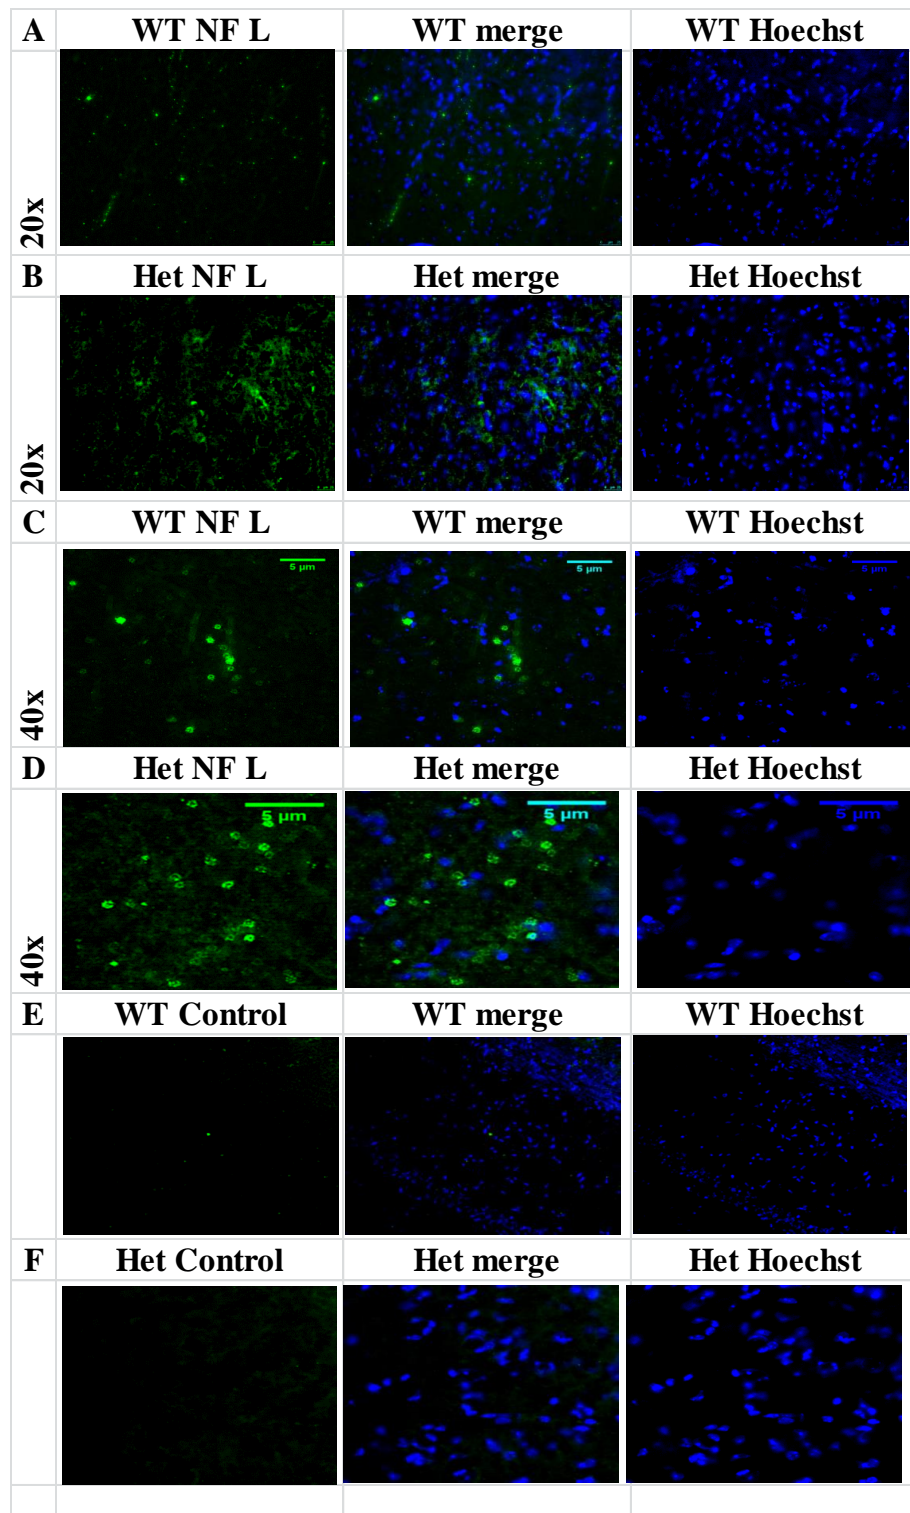 A WT NF L WT merge WT Hoechst
20x
B Het NF L Het merge Het Hoechst
20x
C WT NF L WT merge WT Hoechst
5 µm 5 µm 5 µm
40x
D Het NF L Het merge Het Hoechst
5 µm 5 µm 5 µm
40x
E WT Control WT merge WT Hoechst
F Het Control Het merge Het Hoechst